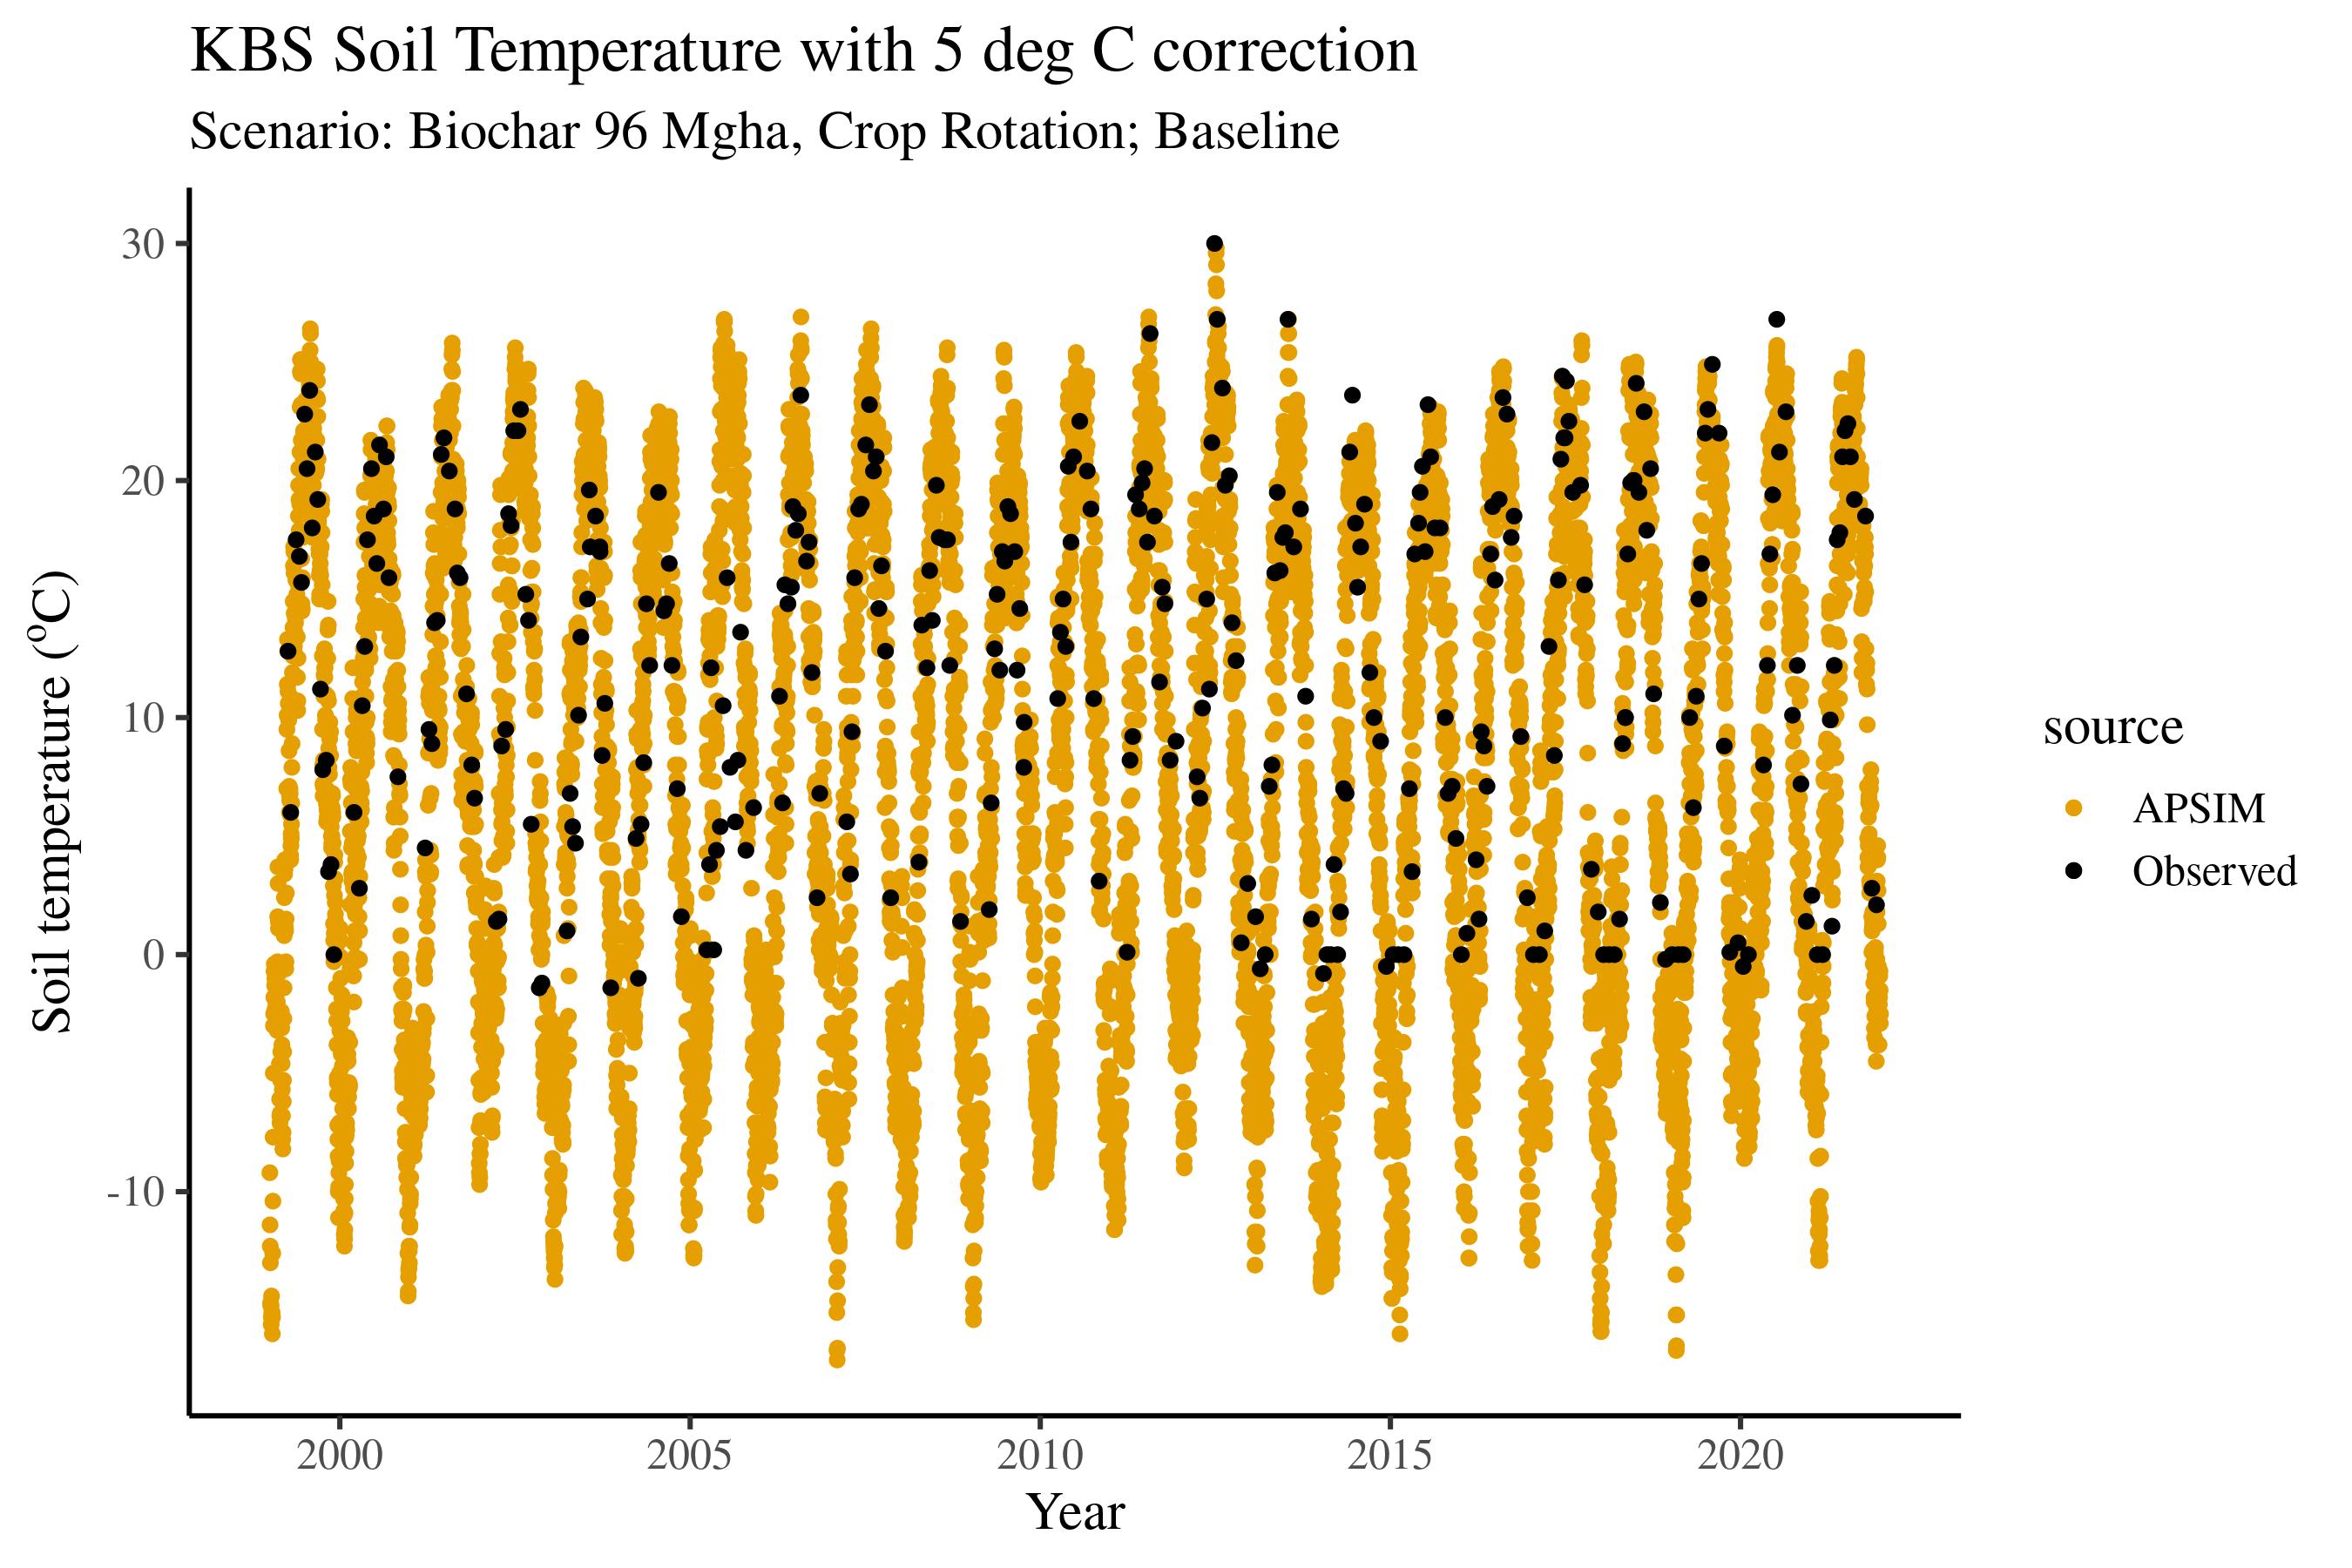 KBS Soil Temperature with 5 deg C correction
Scenario: Biochar 96 Mgha, Crop Rotation; Baseline
Soil temperature (°C)
30
20
10
0
-10
2000
2005
2010
2015
2020
Year
source
APSIM
Observed